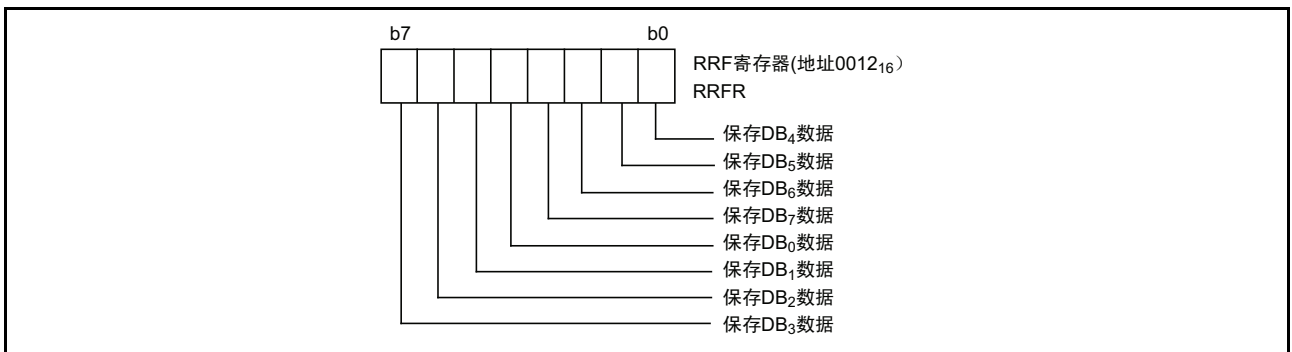 b7 b0
RRF寄存器(地址0012₁₆）
RRFR
保存DB₄数据
保存DB₅数据
保存DB₆数据
保存DB₇数据
保存DB₀数据
保存DB₁数据
保存DB₂数据
保存DB₃数据